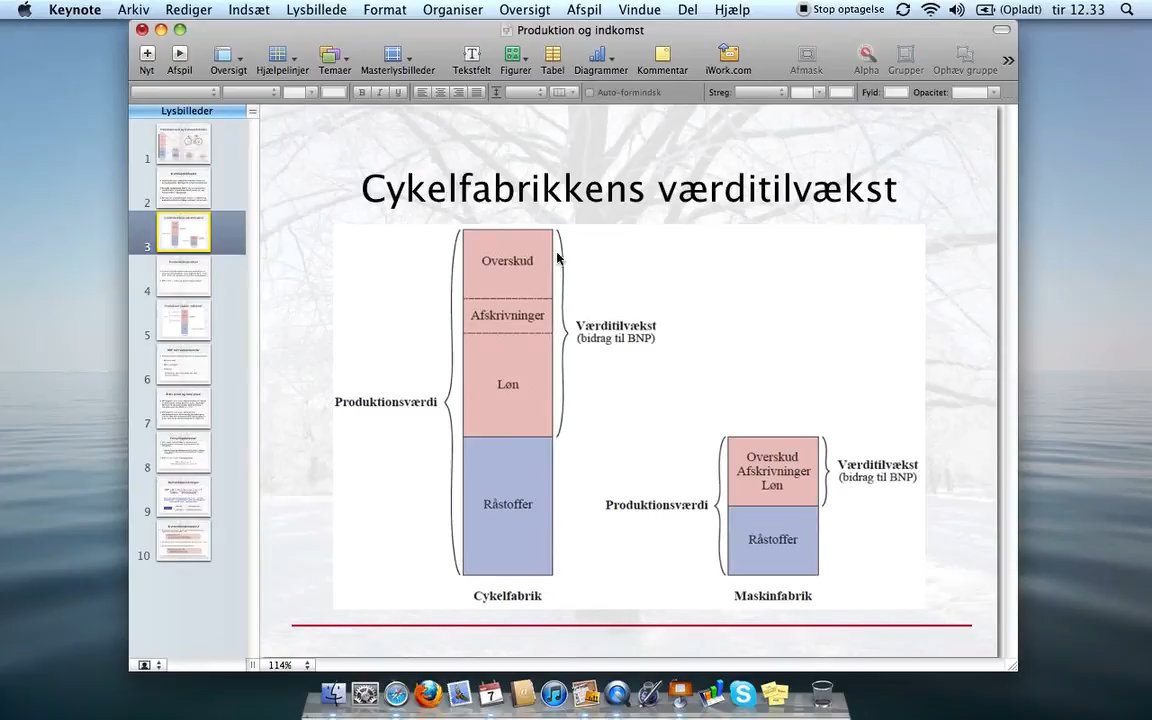 Keynote Arkiv Rediger Indsæt Lysbillede Format Organiser Oversigt Afspil Vindue Del Hjælp Stop optagelse (Opladt) tir 12.33
Produktion og indkomst
Nyt Afspil Oversigt Hjælpelinjer Temaer Masterlysbilleder Tekstfelt Figurer Tabel Diagrammer Kommentar iWork.com Afmask Alpha Grupper Ophæv gruppe
B I U Auto-formindsk Streg: Fyld: Opacitet:
Lysbilleder
1
2
3
4
5
6
7
8
9
10
Cykelfabrikkens værditilvækst
Overskud
Afskrivninger
Værditilvækst
(bidrag til BNP)
Løn
Produktionsværdi
Råstoffer
Cykelfabrik
Overskud
Afskrivninger
Løn
Værditilvækst
(bidrag til BNP)
Produktionsværdi
Råstoffer
Maskinfabrik
114%
7